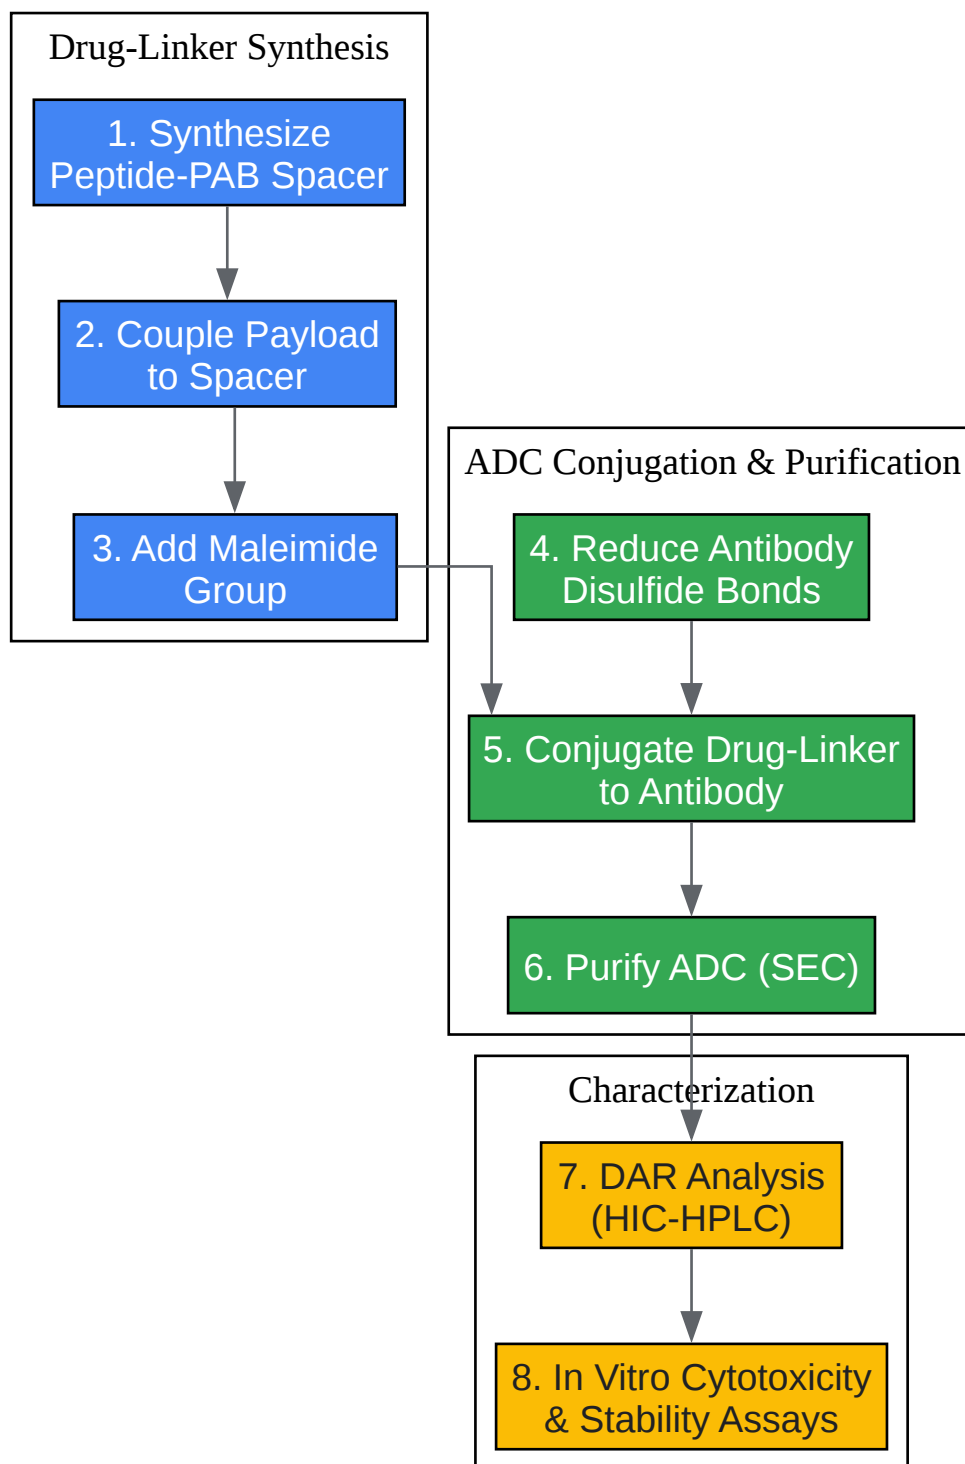 Drug-Linker Synthesis
1. Synthesize
Peptide-PAB Spacer
2. Couple Payload
to Spacer
3. Add Maleimide
Group
ADC Conjugation & Purification
4. Reduce Antibody
Disulfide Bonds
5. Conjugate Drug-Linker
to Antibody
6. Purify ADC (SEC)
Characterization
7. DAR Analysis
(HIC-HPLC)
8. In Vitro Cytotoxicity
& Stability Assays